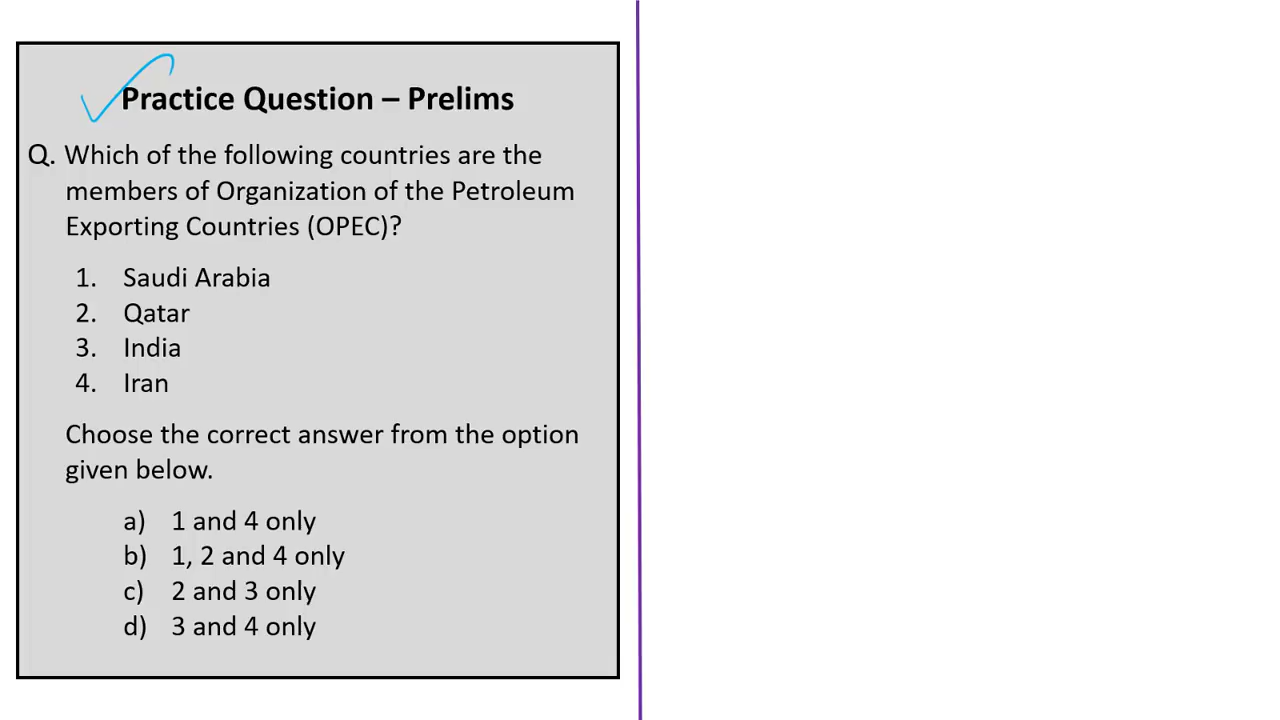 Practice Question – Prelims
Q. Which of the following countries are the
members of Organization of the Petroleum
Exporting Countries (OPEC)?
1. Saudi Arabia
2. Qatar
3. India
4. Iran
Choose the correct answer from the option
given below.
a) 1 and 4 only
b) 1, 2 and 4 only
c) 2 and 3 only
d) 3 and 4 only